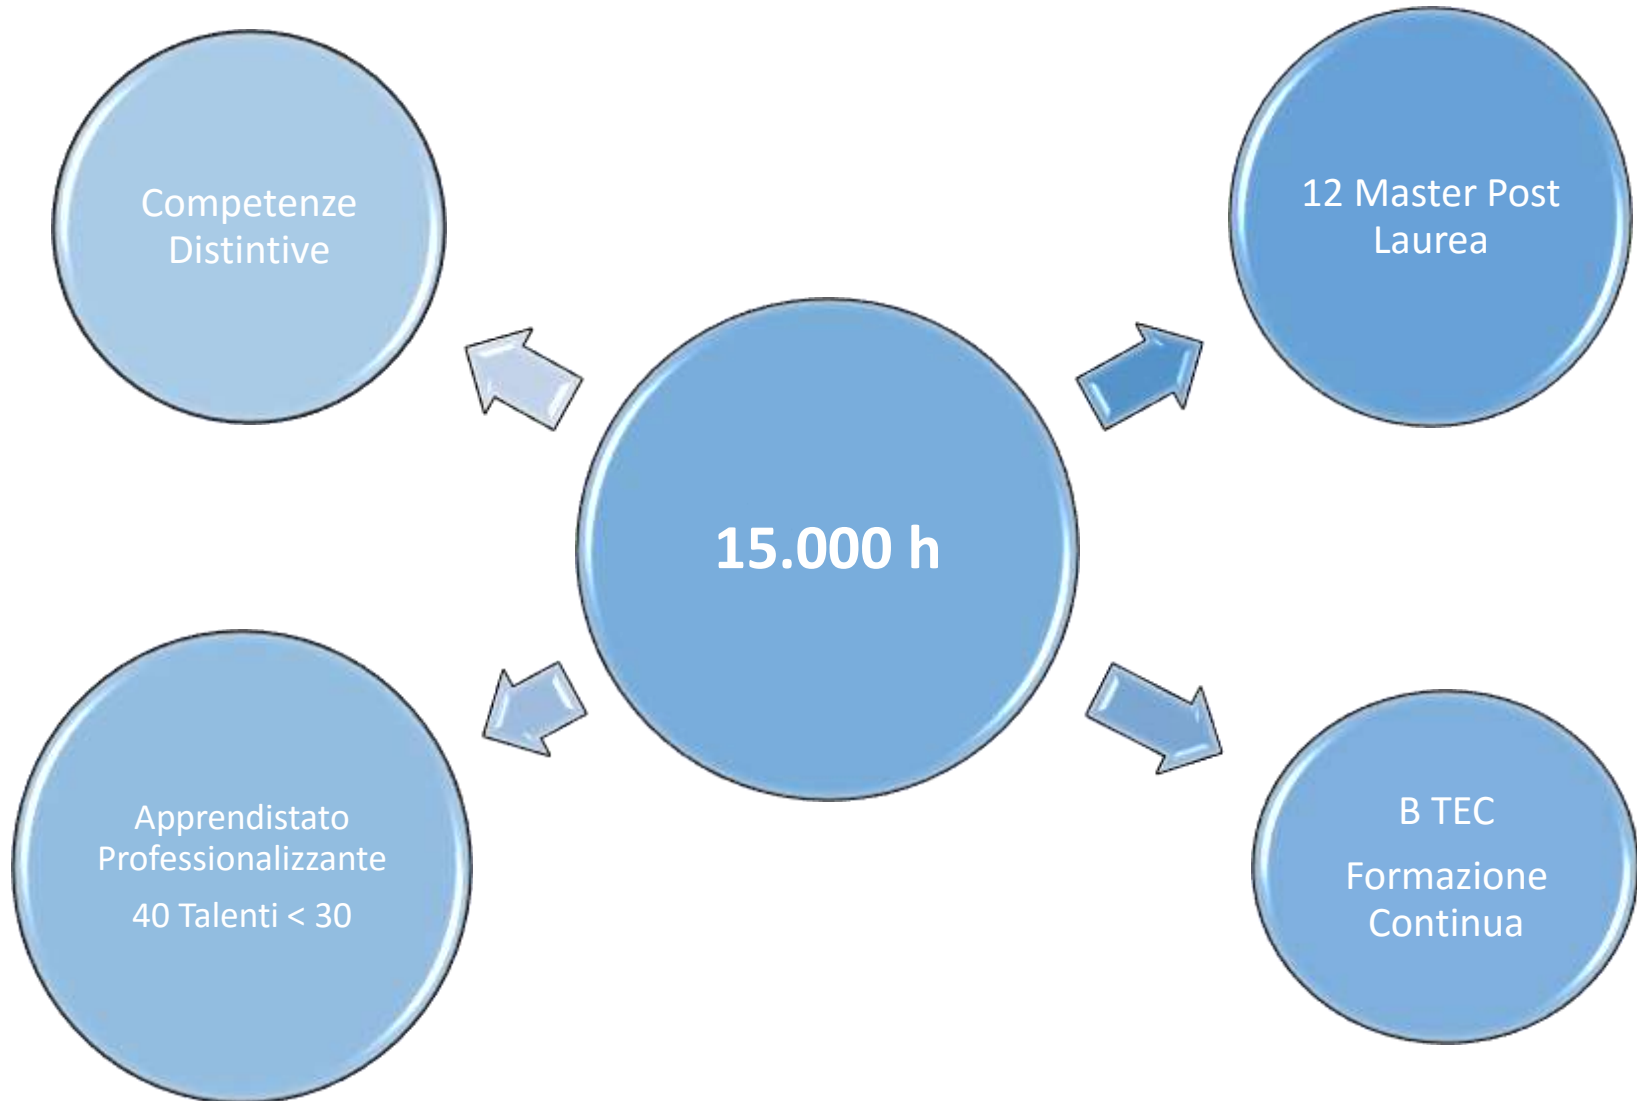 Competenze
Distintive
12 Master Post
Laurea
15.000 h
Apprendistato
Professionalizzante
40 Talenti < 30
B TEC
Formazione
Continua